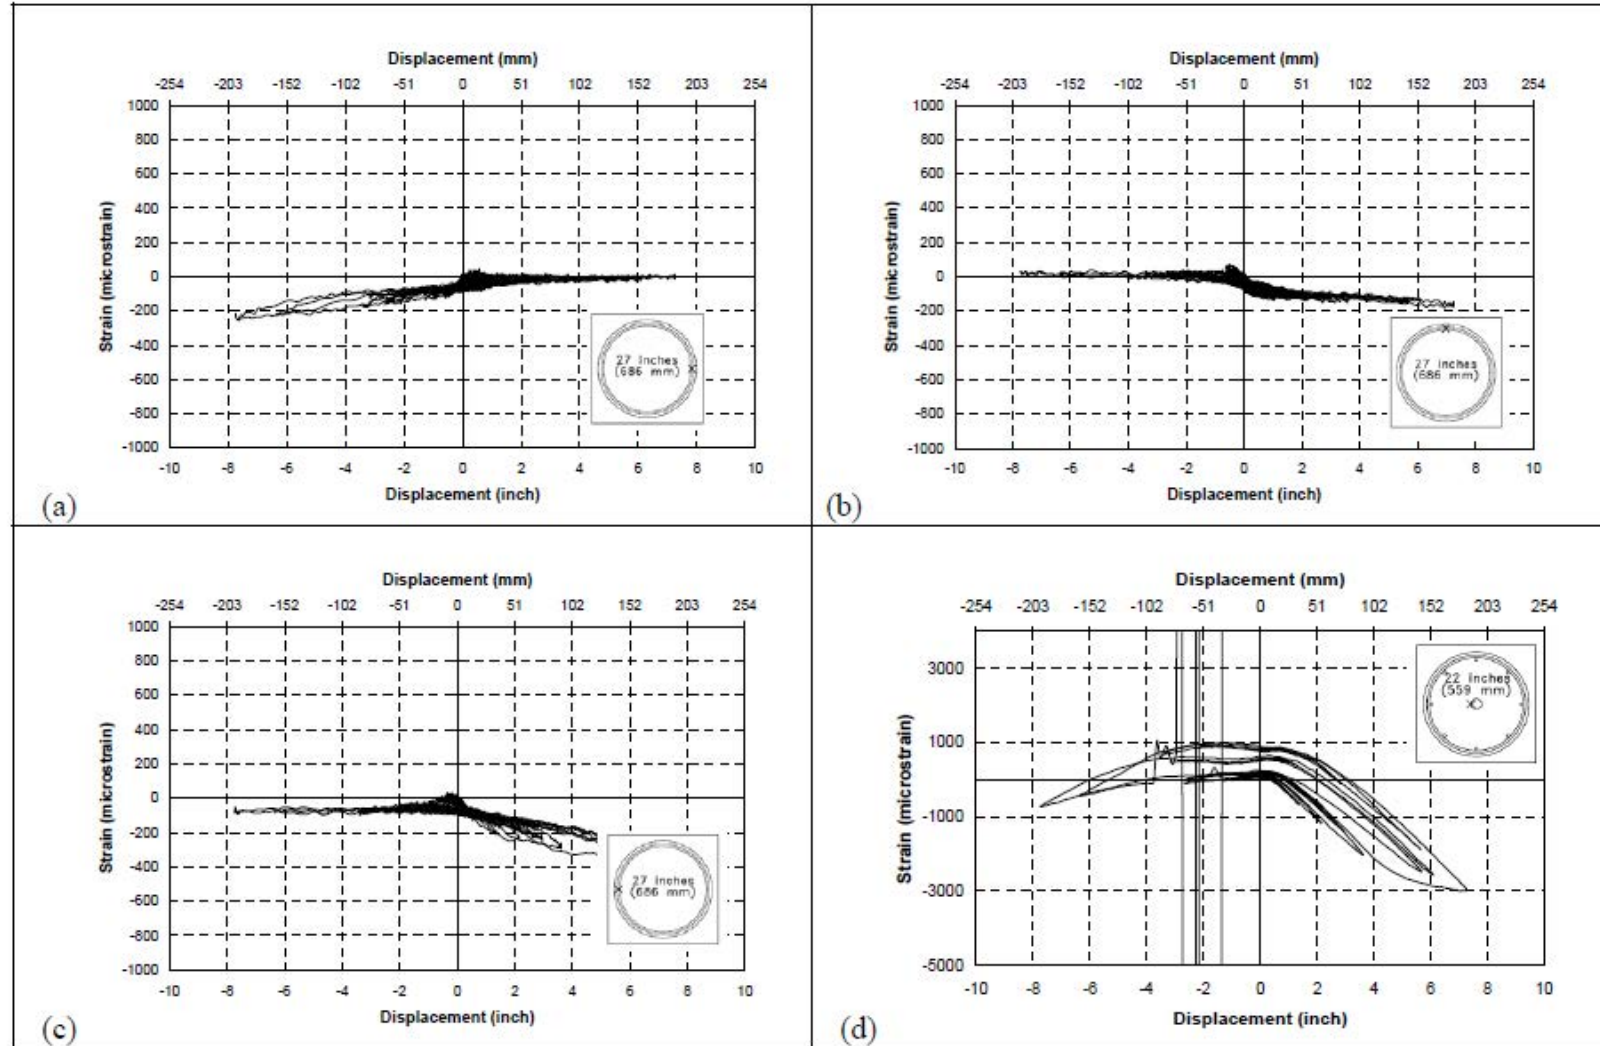 Displacement (mm)
-254 -203 -152 -102 -51 0 51 102 152 203 254
1000
800
600
400
200
0
-200
-400
-600
-800
-1000
Strain (microstrain)
27 inches
(686 mm)
-10 -8 -6 -4 -2 0 2 4 6 8 10
Displacement (inch)
(a)
Displacement (mm)
-254 -203 -152 -102 -51 0 51 102 152 203 254
1000
800
600
400
200
0
-200
-400
-600
-800
-1000
Strain (microstrain)
27 inches
(686 mm)
-10 -8 -6 -4 -2 0 2 4 6 8 10
Displacement (inch)
(b)
Displacement (mm)
-254 -203 -152 -102 -51 0 51 102 152 203 254
1000
800
600
400
200
0
-200
-400
-600
-800
-1000
Strain (microstrain)
27 inches
(686 mm)
-10 -8 -6 -4 -2 0 2 4 6 8 10
Displacement (inch)
(c)
Displacement (mm)
-254 -203 -152 -102 -51 0 51 102 152 203 254
3000
1000
-1000
-3000
-5000
Strain (microstrain)
22 inches
(559 mm)
-10 -8 -6 -4 -2 0 2 4 6 8 10
Displacement (inch)
(d)